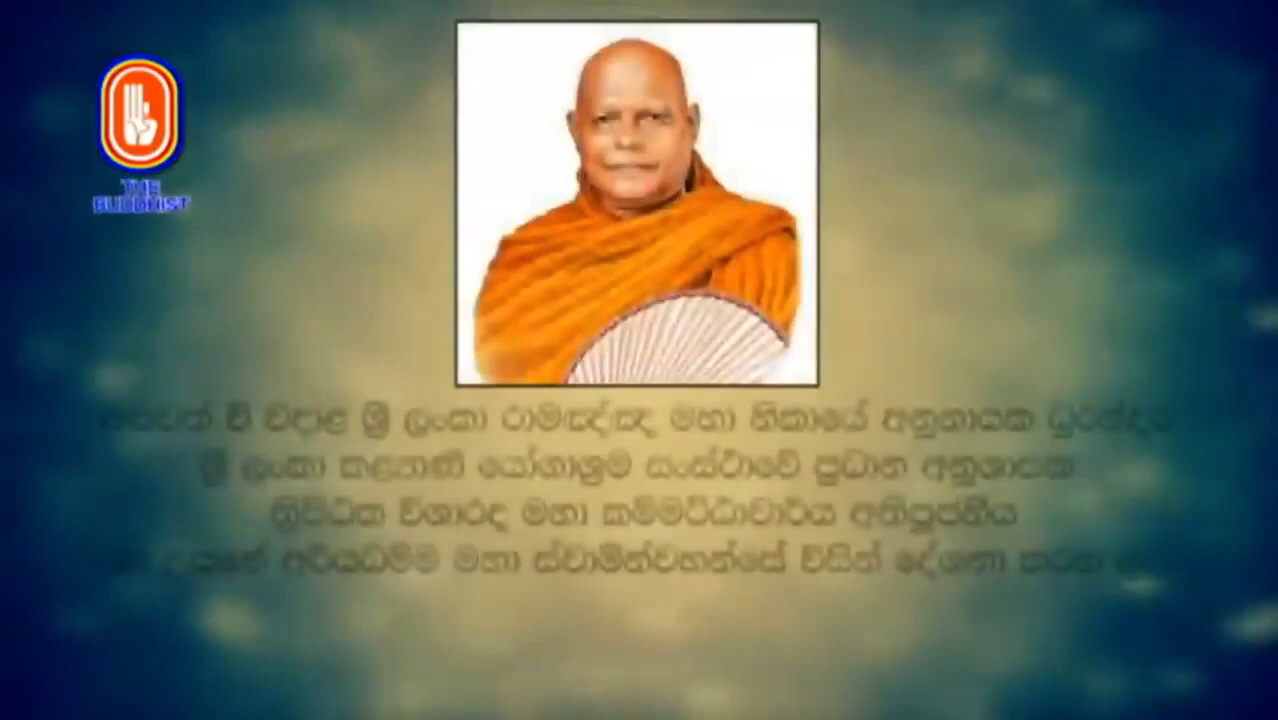 THE
BUDDHIST
වී වදාළ ශ්‍රී ලංකා රාමඤ්ඤ මහා නිකායේ අනුනායක ධුරන්දර
ශ්‍රී ලංකා කල්‍යාණි යෝගාශ්‍රම සංස්ථාවේ ප්‍රධාන අනුශාසක
ත්‍රිපිටක විශාරද මහා කම්මට්ඨානාචාර්ය අතිපූජනීය
අරියධම්ම මහා ස්වාමින්වහන්සේ විසින් දේශනා කරන